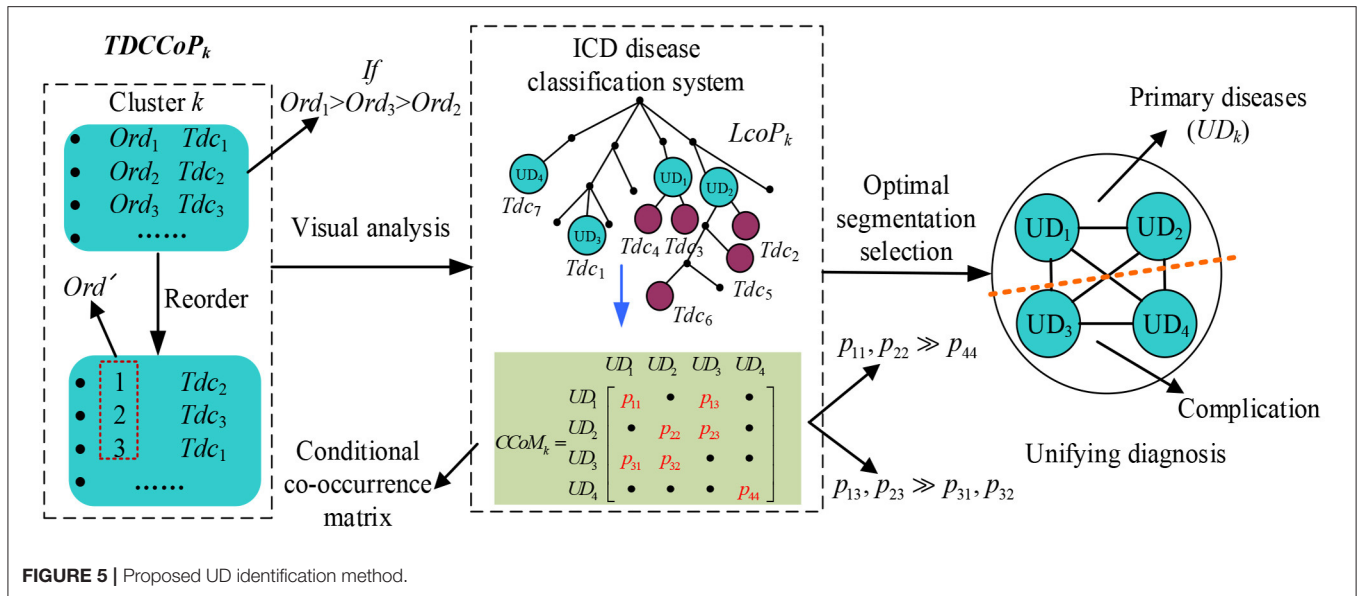 TDCCoPₖ
Cluster k
Ord₁ Tdc₁
Ord₂ Tdc₂
Ord₃ Tdc₃
......
Ord′
Reorder
1 Tdc₂
2 Tdc₃
3 Tdc₁
......
If
Ord₁>Ord₃>Ord₂
Visual analysis
Conditional
co-occurrence
matrix
ICD disease
classification system
LcoPₖ
UD₄
UD₁
UD₂
Tdc₇
UD₃
Tdc₄
Tdc₃
Tdc₂
Tdc₁
Tdc₅
Tdc₆
UD₁ UD₂ UD₃ UD₄
UD₁ p₁₁ • p₁₃ •
UD₂ • p₂₂ p₂₃ •
CCoMₖ =
UD₃ p₃₁ p₃₂ • •
UD₄ • • • p₄₄
Optimal
segmentation
selection
p₁₁, p₂₂ ≫ p₄₄
p₁₃, p₂₃ ≫ p₃₁, p₃₂
Primary diseases
(UDₖ)
UD₁
UD₂
UD₃
UD₄
Complication
Unifying diagnosis
FIGURE 5 | Proposed UD identification method.